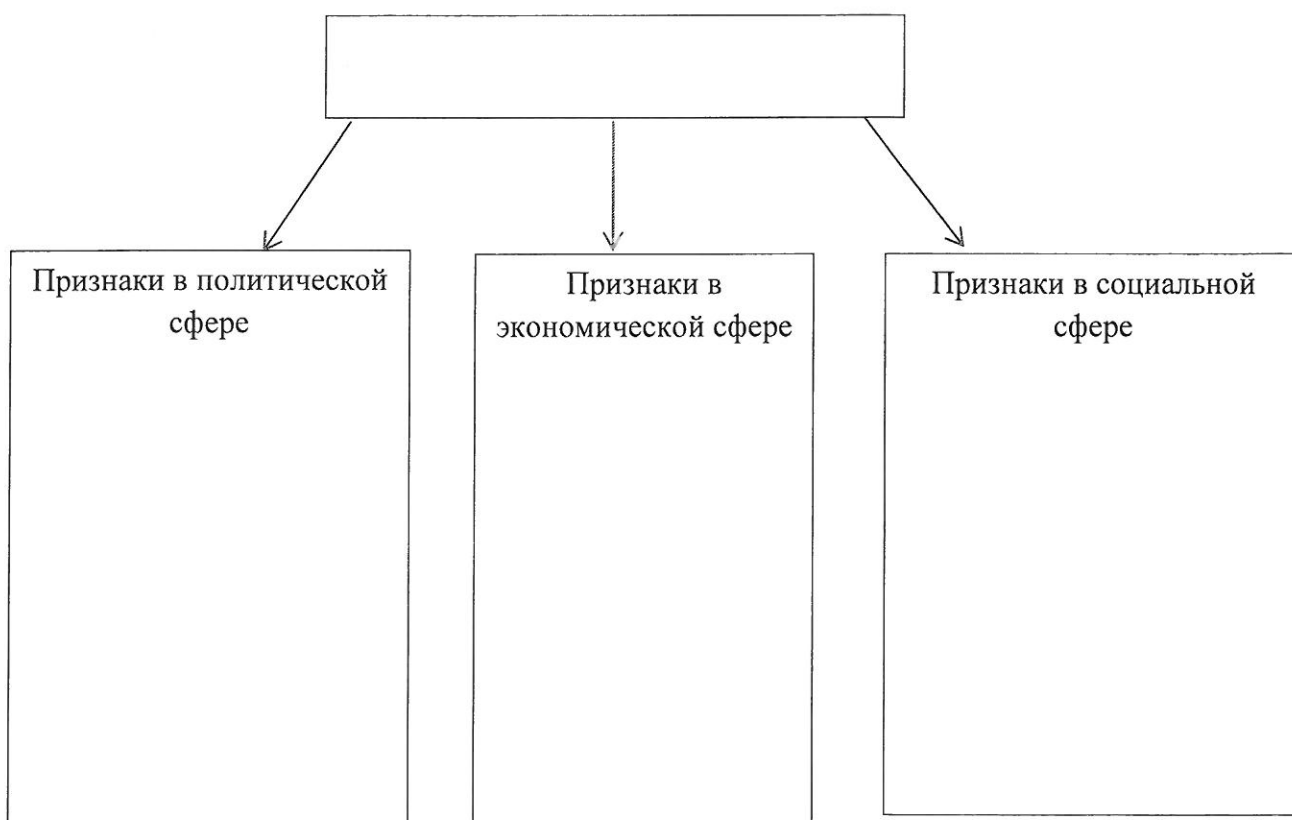 Признаки в политической
сфере
Признаки в
экономической сфере
Признаки в социальной
сфере